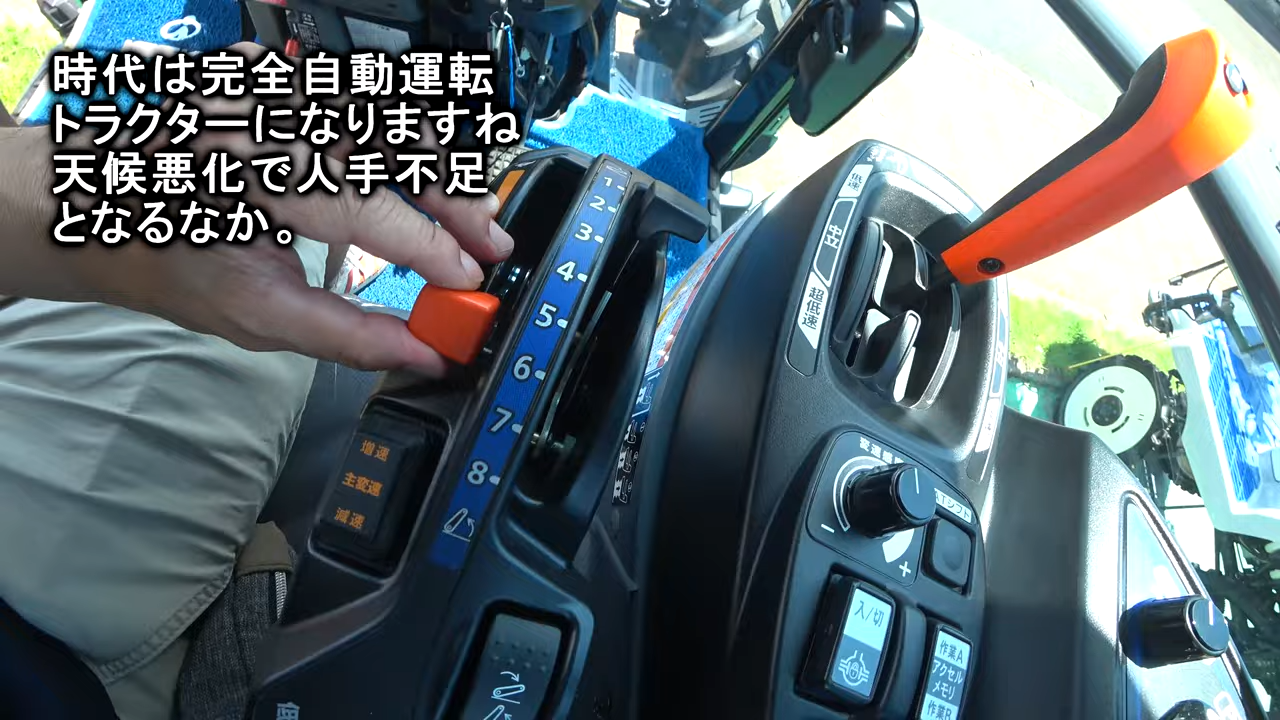 時代は完全自動運転
トラクターになりますね
天候悪化で人手不足
となるなか。
1
2
3
4
5
6
7
8
増速
主変速
減速
低速
中立
超低速
−
+
入/切
作業A
アクセル
メモリ
作業B